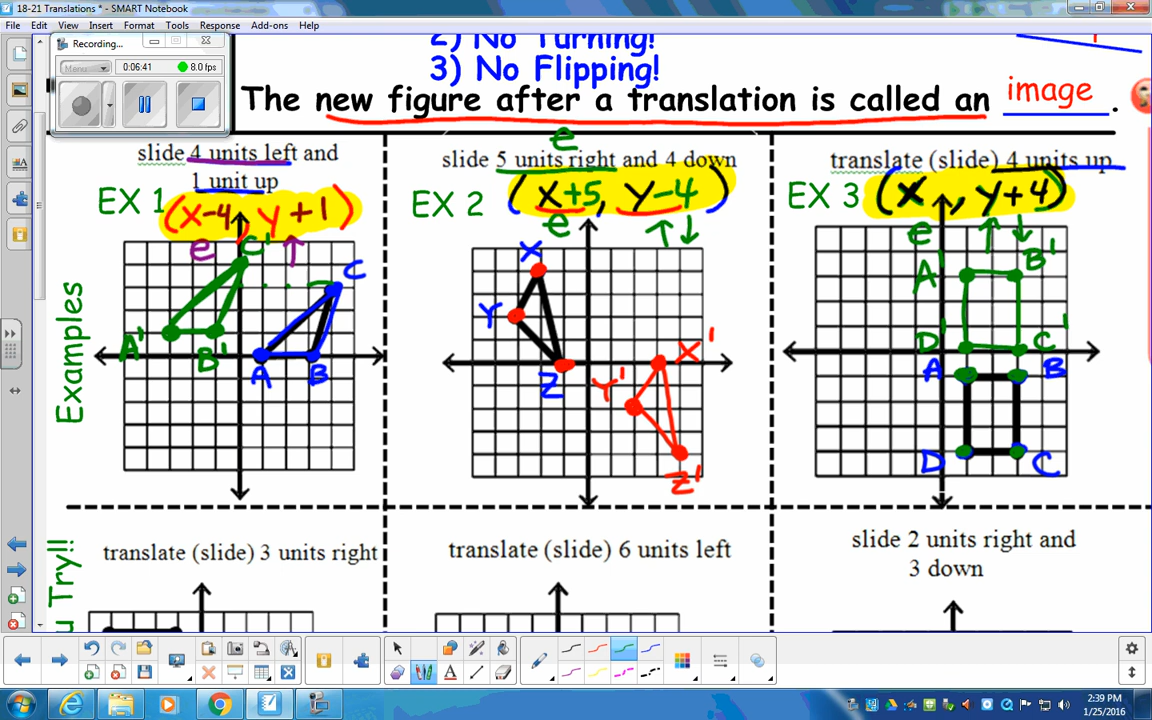 18-21 Translations * - SMART Notebook
File Edit View Insert Format Tools Response Add-ons Help
Recording...
Menu
0:06:41 8.0 fps
2) No Turning!
3) No Flipping!
The new figure after a translation is called an image .
Examples
slide 4 units left and
1 unit up
EX 1 (x-4, y+1)
e
C'
C
A'
B'
A
B
e
slide 5 units right and 4 down
EX 2 (x+5, y-4)
e
X
Y
Z
X'
Y'
Z'
translate (slide) 4 units up
EX 3 (x, y+4)
e
A'
B'
D'
C'
A
B
D
C
u Try!!
translate (slide) 3 units right
translate (slide) 6 units left
slide 2 units right and
3 down
A
2:39 PM
1/25/2016